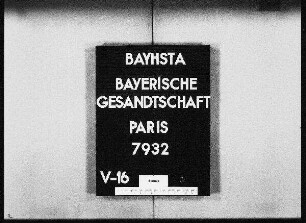 BAYHSTA
BAYERISCHE
GESANDTSCHAFT
PARIS
7932
V-16